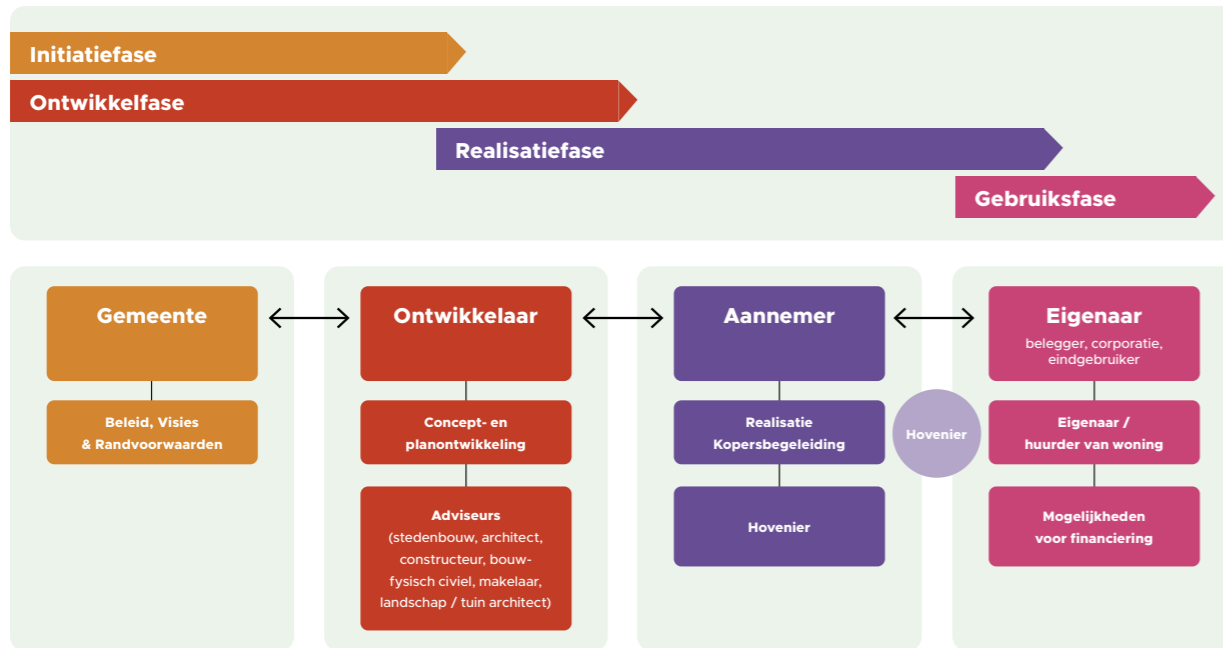 Initiatiefase
Ontwikkelfase
Realisatiefase
Gebruiksfase
Gemeente
Beleid, Visies
& Randvoorwaarden
Ontwikkelaar
Concept- en
planontwikkeling
Adviseurs
(stedenbouw, architect,
constructeur, bouw-
fysisch civiel, makelaar,
landschap / tuin architect)
Aannemer
Realisatie
Kopersbegeleiding
Hovenier
Hovenier
Eigenaar
belegger, corporatie,
eindgebruiker
Eigenaar /
huurder van woning
Mogelijkheden
voor financiering